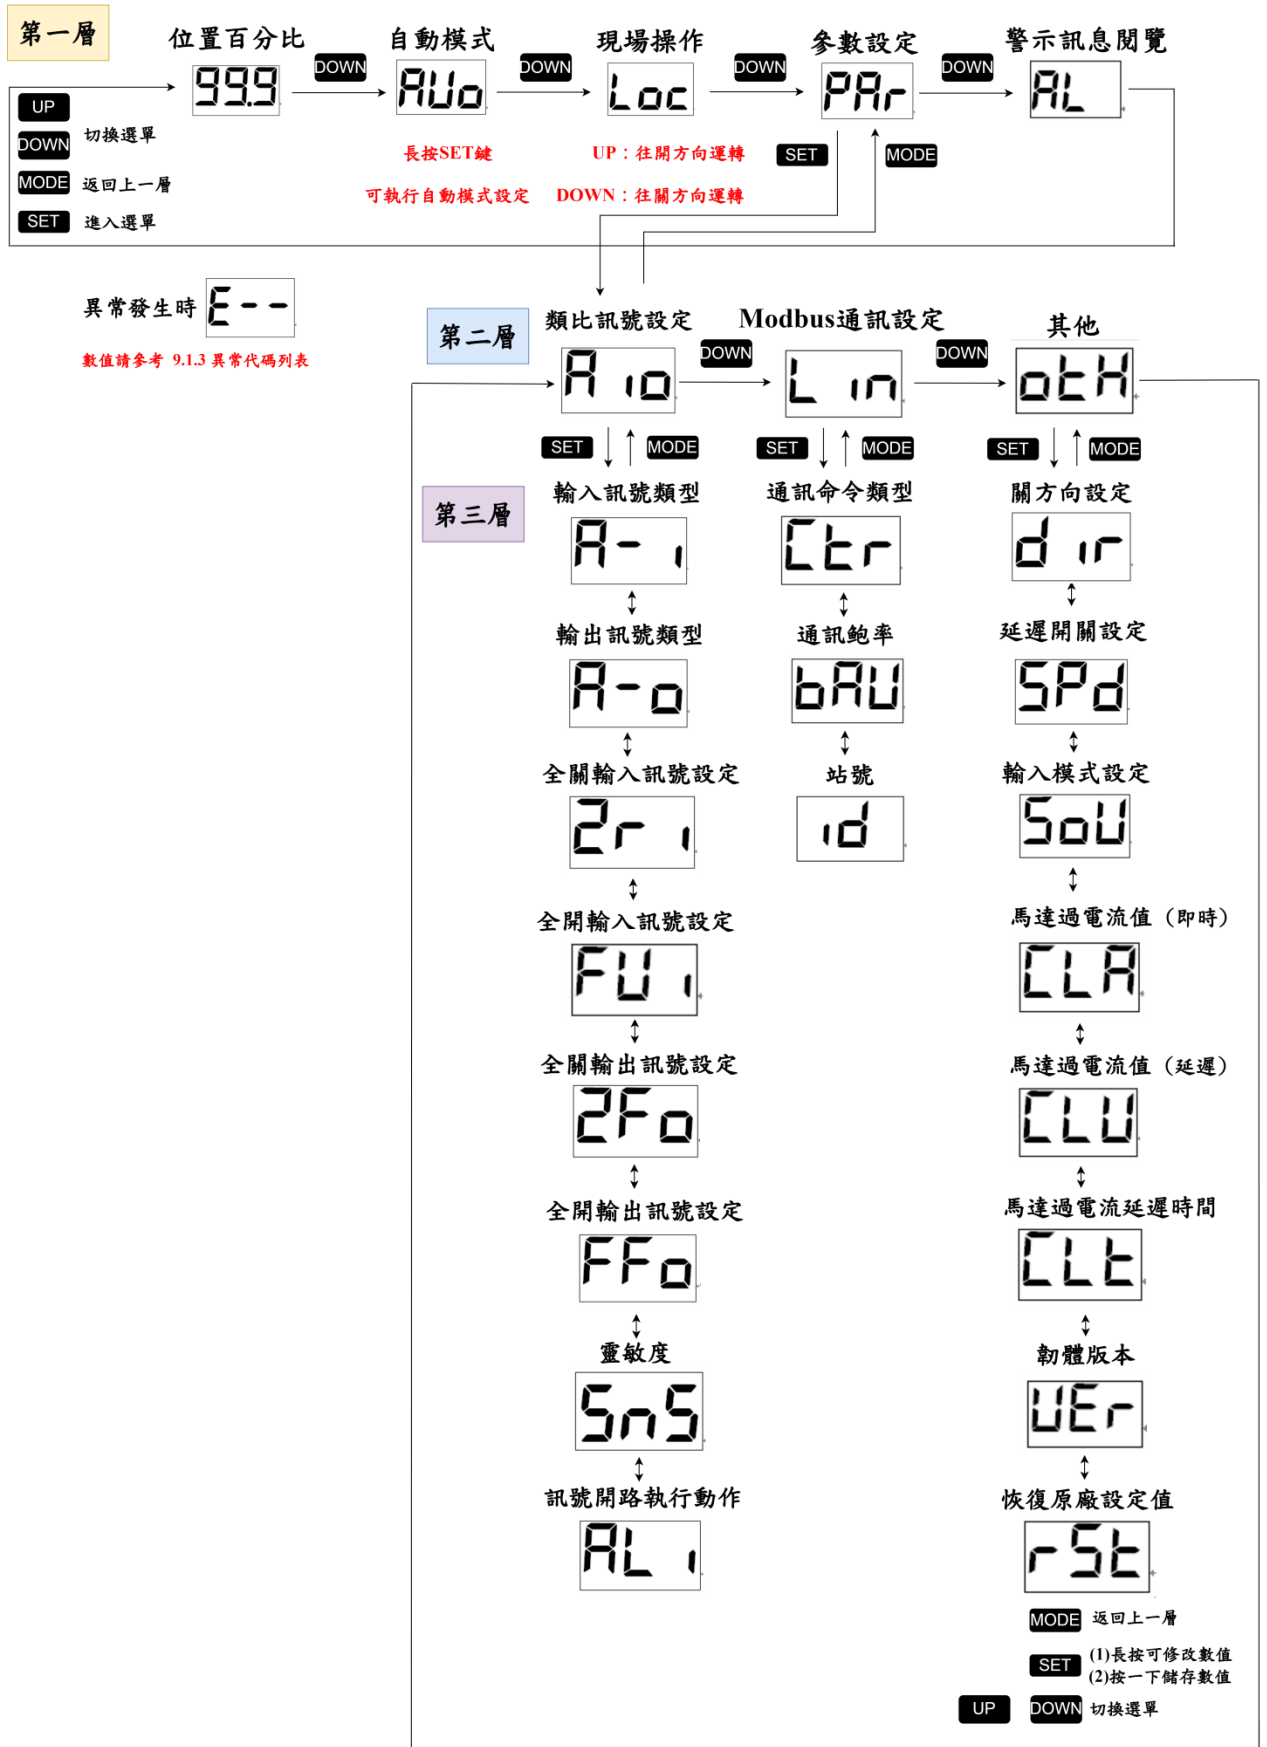 第一層
位置百分比
自動模式
現場操作
參數設定
警示訊息閱覽
99.9
DOWN
AUo
DOWN
Loc
DOWN
PAr
DOWN
AL
UP
DOWN
切換選單
MODE 返回上一層
SET 進入選單
長按SET鍵
可執行自動模式設定
UP：往開方向運轉
DOWN：往關方向運轉
SET
MODE
異常發生時 E--
數值請參考 9.1.3 異常代碼列表
第二層
類比訊號設定
Modbus通訊設定
其他
A io
DOWN
L in
DOWN
otH
SET
MODE
SET
MODE
SET
MODE
第三層
輸入訊號類型
A-i
輸出訊號類型
A-o
全關輸入訊號設定
2r i
全開輸入訊號設定
FU i
全關輸出訊號設定
2Fo
全開輸出訊號設定
FFo
靈敏度
SnS
訊號開路執行動作
AL i
通訊命令類型
Ctr
通訊鮑率
bAU
站號
id
關方向設定
d ir
延遲開關設定
SPd
輸入模式設定
SoU
馬達過電流值（即時）
CLA
馬達過電流值（延遲）
CLU
馬達過電流延遲時間
CLt
韌體版本
UEr
恢復原廠設定值
rSt
MODE 返回上一層
SET (1)長按可修改數值
(2)按一下儲存數值
UP DOWN 切換選單